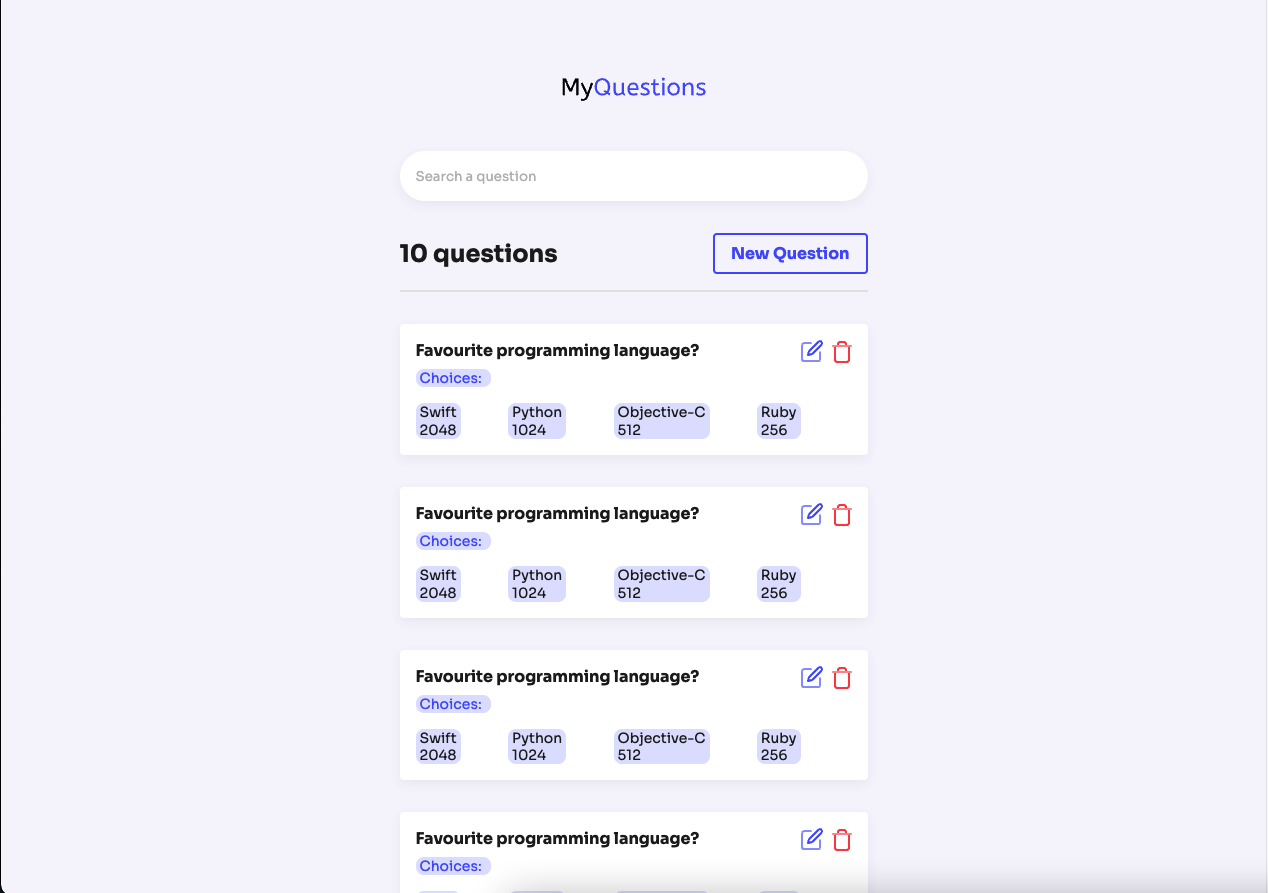 MyQuestions
Search a question
10 questions
New Question
Favourite programming language?
Choices:
Swift Python Objective-C Ruby
2048 1024 512 256
Favourite programming language?
Choices:
Swift Python Objective-C Ruby
2048 1024 512 256
Favourite programming language?
Choices:
Swift Python Objective-C Ruby
2048 1024 512 256
Favourite programming language?
Choices: